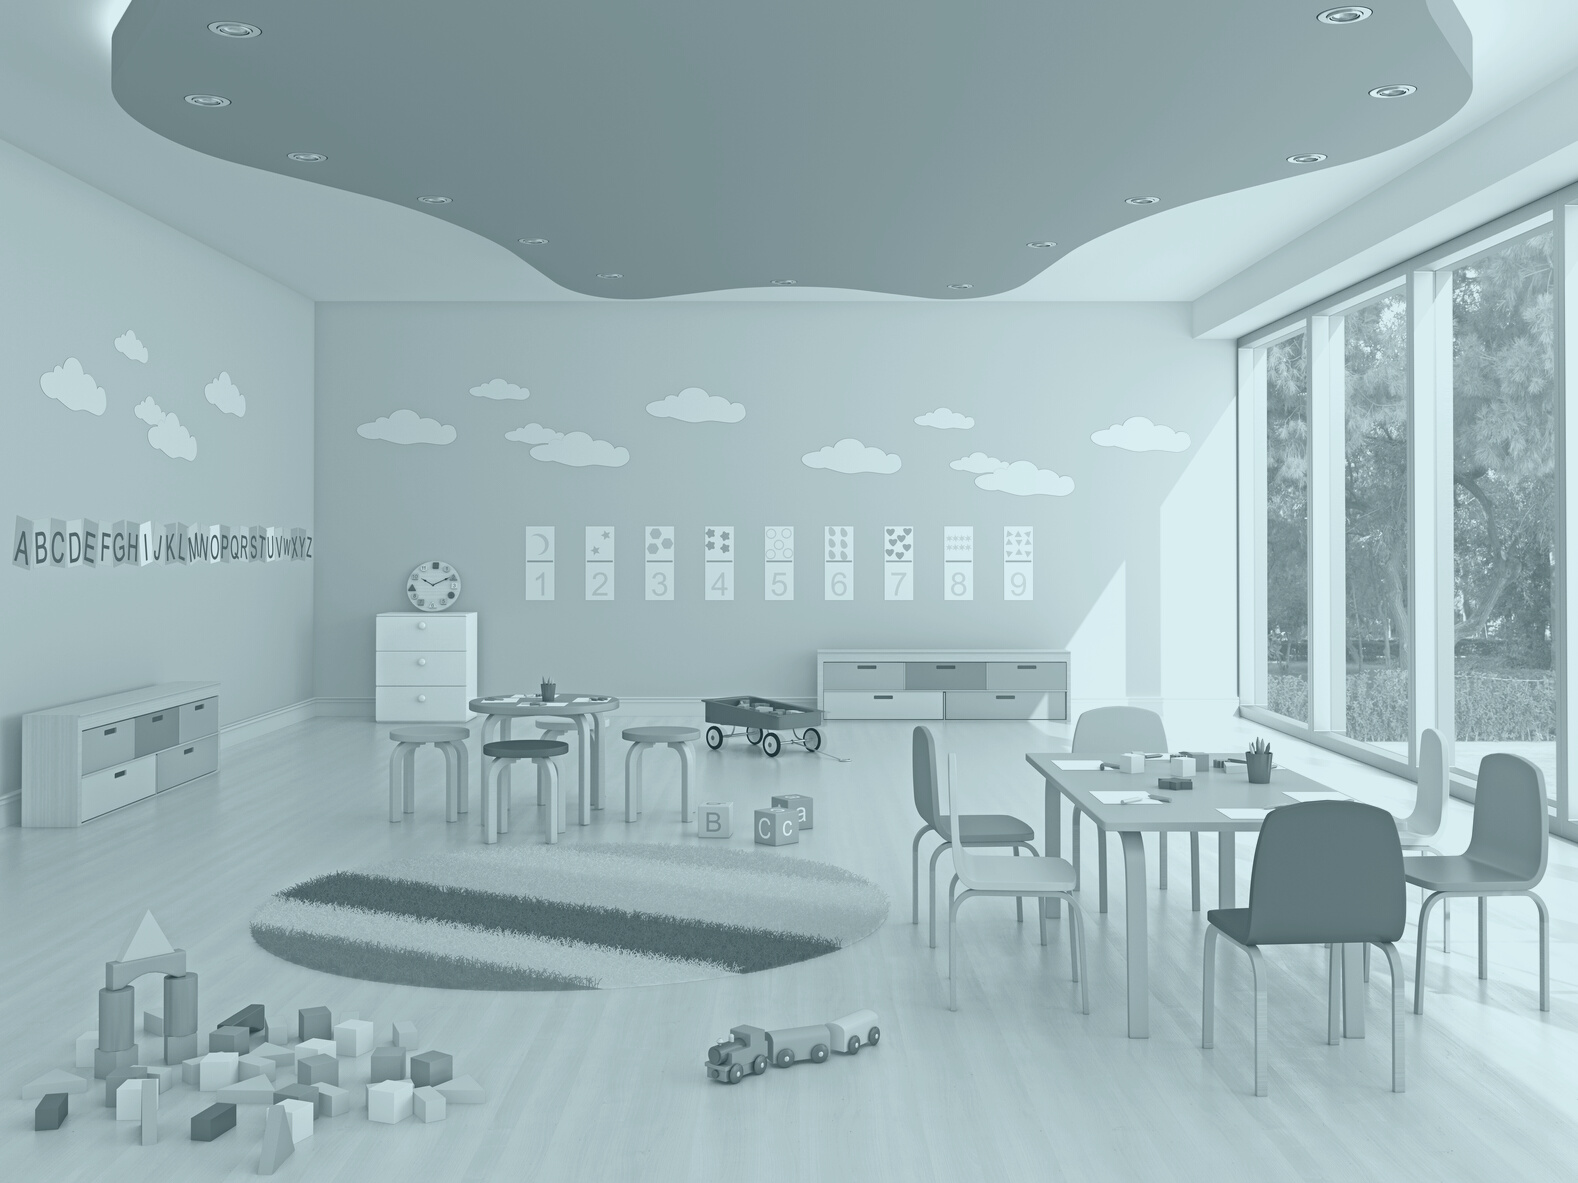 ABCDEFGHIJKLMNOPQRSTUVWXYZ
1 2 3 4 5 6 7 8 9
B
C c a